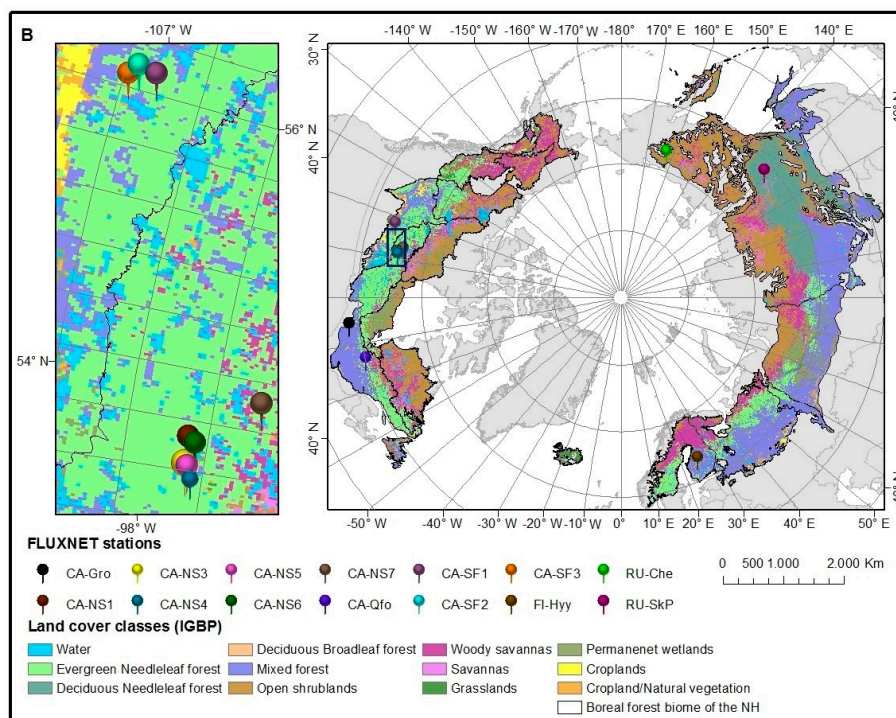 B
-107° W
56° N
54° N
-98° W
-140° W -150° W -160° W -170° W -180° 170° E 160° E 150° E 140° E
30° N
40° N
40° N
-50° W -40° W -30° W -20° W -10° W 0° 10° E 20° E 30° E 40° E 50° E
FLUXNET stations
CA-Gro CA-NS3 CA-NS5 CA-NS7 CA-SF1 CA-SF3 RU-Che
CA-NS1 CA-NS4 CA-NS6 CA-Qfo CA-SF2 FI-Hyy RU-SkP
0 500 1.000 2.000 Km
Land cover classes (IGBP)
Water Deciduous Broadleaf forest Woody savannas Permanenet wetlands
Evergreen Needleleaf forest Mixed forest Savannas Croplands
Deciduous Needleleaf forest Open shrublands Grasslands Cropland/Natural vegetation
Boreal forest biome of the NH